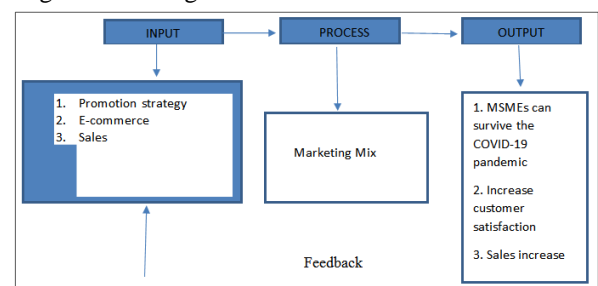 INPUT
PROCESS
OUTPUT
1. Promotion strategy
2. E-commerce
3. Sales
Marketing Mix
1. MSMEs can
survive the
COVID-19
pandemic
2. Increase
customer
satisfaction
3. Sales increase
Feedback